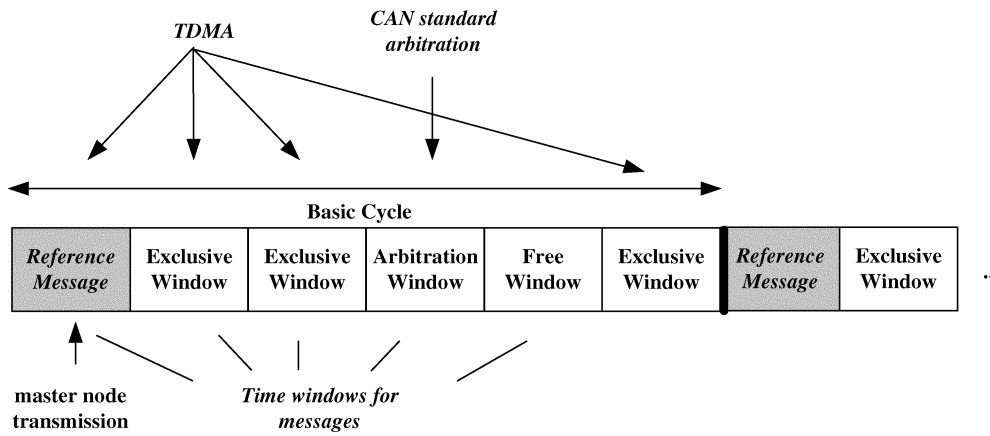 TDMA
CAN standard
arbitration
Basic Cycle
Reference
Message
Exclusive
Window
Exclusive
Window
Arbitration
Window
Free
Window
Exclusive
Window
Reference
Message
Exclusive
Window
..
master node
transmission
Time windows for
messages